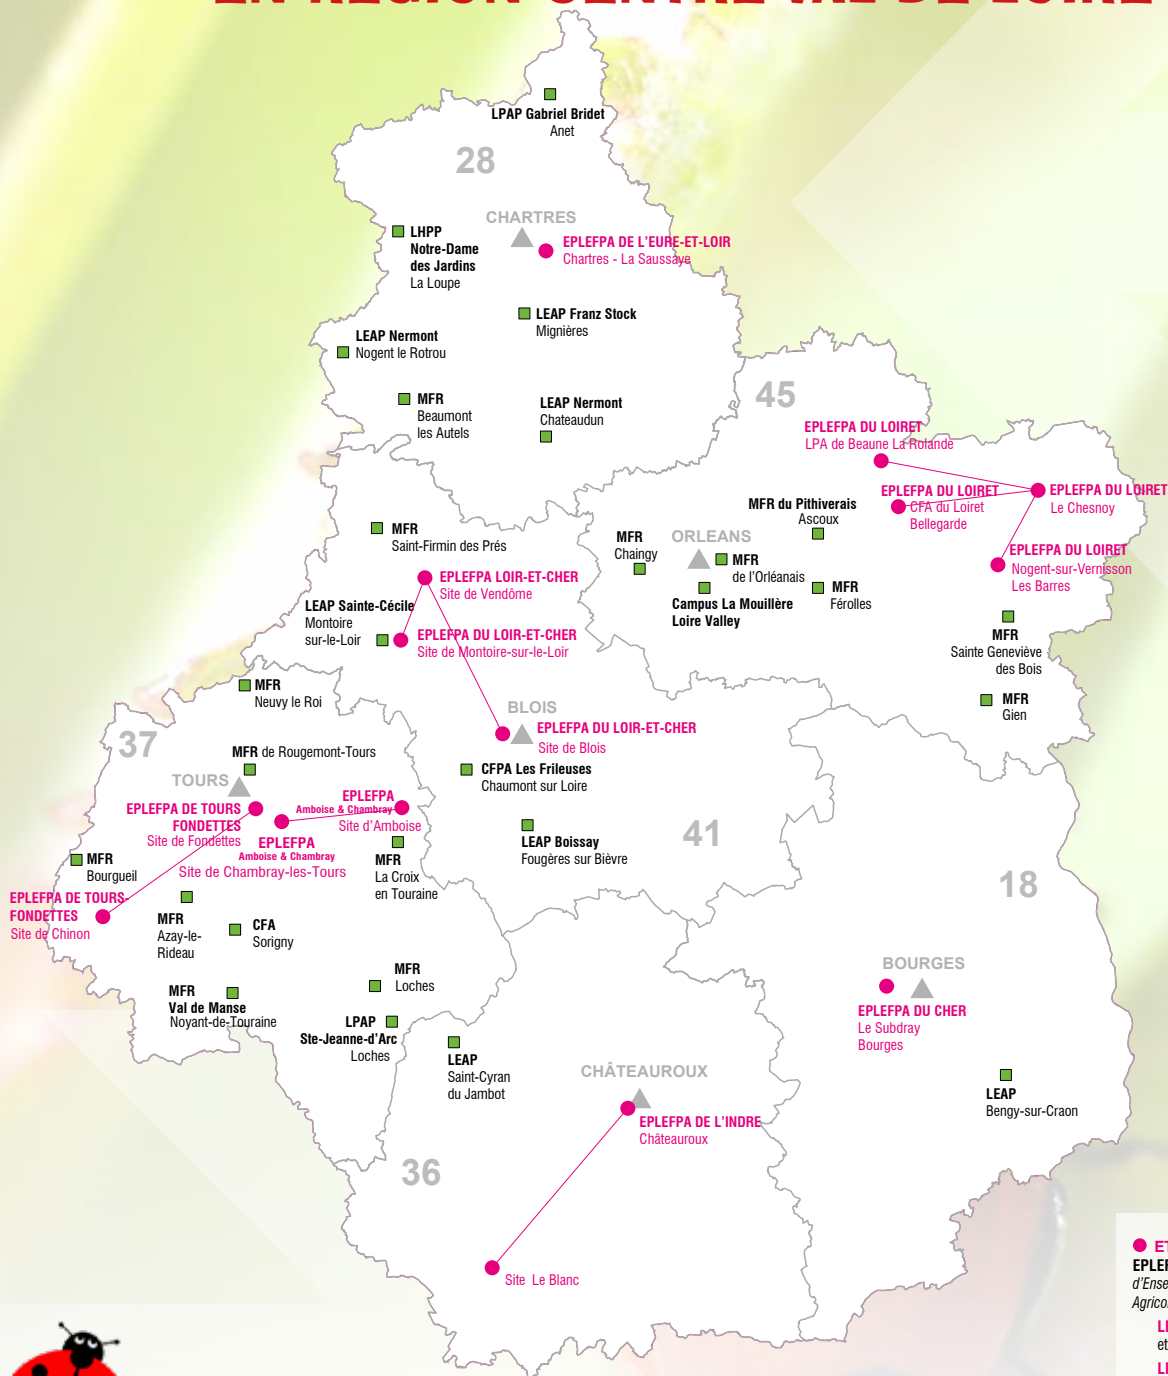 EN RÉGION CENTRE-VAL DE LOIRE
LPAP Gabriel Bridet
Anet
28
CHARTRES
EPLEFPA DE L'EURE-ET-LOIR
Chartres - La Saussaye
LHPP
Notre-Dame
des Jardins
La Loupe
LEAP Franz Stock
Mignières
LEAP Nermont
Nogent le Rotrou
MFR
Beaumont
les Autels
LEAP Nermont
Chateaudun
45
EPLEFPA DU LOIRET
LPA de Beaune La Rolande
EPLEFPA DU LOIRET
CFA du Loiret
Bellegarde
EPLEFPA DU LOIRET
Le Chesnoy
MFR du Pithiverais
Ascoux
MFR
Chaingy
ORLEANS
MFR
de l'Orléanais
Campus La Mouillère
Loire Valley
MFR
Férolles
EPLEFPA DU LOIRET
Nogent-sur-Vernisson
Les Barres
MFR
Sainte Geneviève
des Bois
MFR
Gien
MFR
Saint-Firmin des Prés
EPLEFPA LOIR-ET-CHER
Site de Vendôme
LEAP Sainte-Cécile
Montoire
sur-le-Loir
EPLEFPA DU LOIR-ET-CHER
Site de Montoire-sur-le-Loir
MFR
Neuvy le Roi
BLOIS
EPLEFPA DU LOIR-ET-CHER
Site de Blois
CFPA Les Frileuses
Chaumont sur Loire
LEAP Boissay
Fougères sur Bièvre
41
37
MFR de Rougemont-Tours
TOURS
EPLEFPA DE TOURS
FONDETTES
Site de Fondettes
EPLEFPA
Amboise & Chambray
Site d'Amboise
EPLEFPA
Amboise & Chambray
Site de Chambray-les-Tours
MFR
Bourgueil
MFR
La Croix
en Touraine
EPLEFPA DE TOURS-
FONDETTES
Site de Chinon
MFR
Azay-le-
Rideau
CFA
Sorigny
MFR
Val de Manse
Noyant-de-Touraine
MFR
Loches
LPAP
Ste-Jeanne-d'Arc
Loches
LEAP
Saint-Cyran
du Jambot
18
BOURGES
EPLEFPA DU CHER
Le Subdray
Bourges
LEAP
Bengy-sur-Craon
CHÂTEAUROUX
EPLEFPA DE L'INDRE
Châteauroux
36
Site Le Blanc
d'Ense
Agrico
et